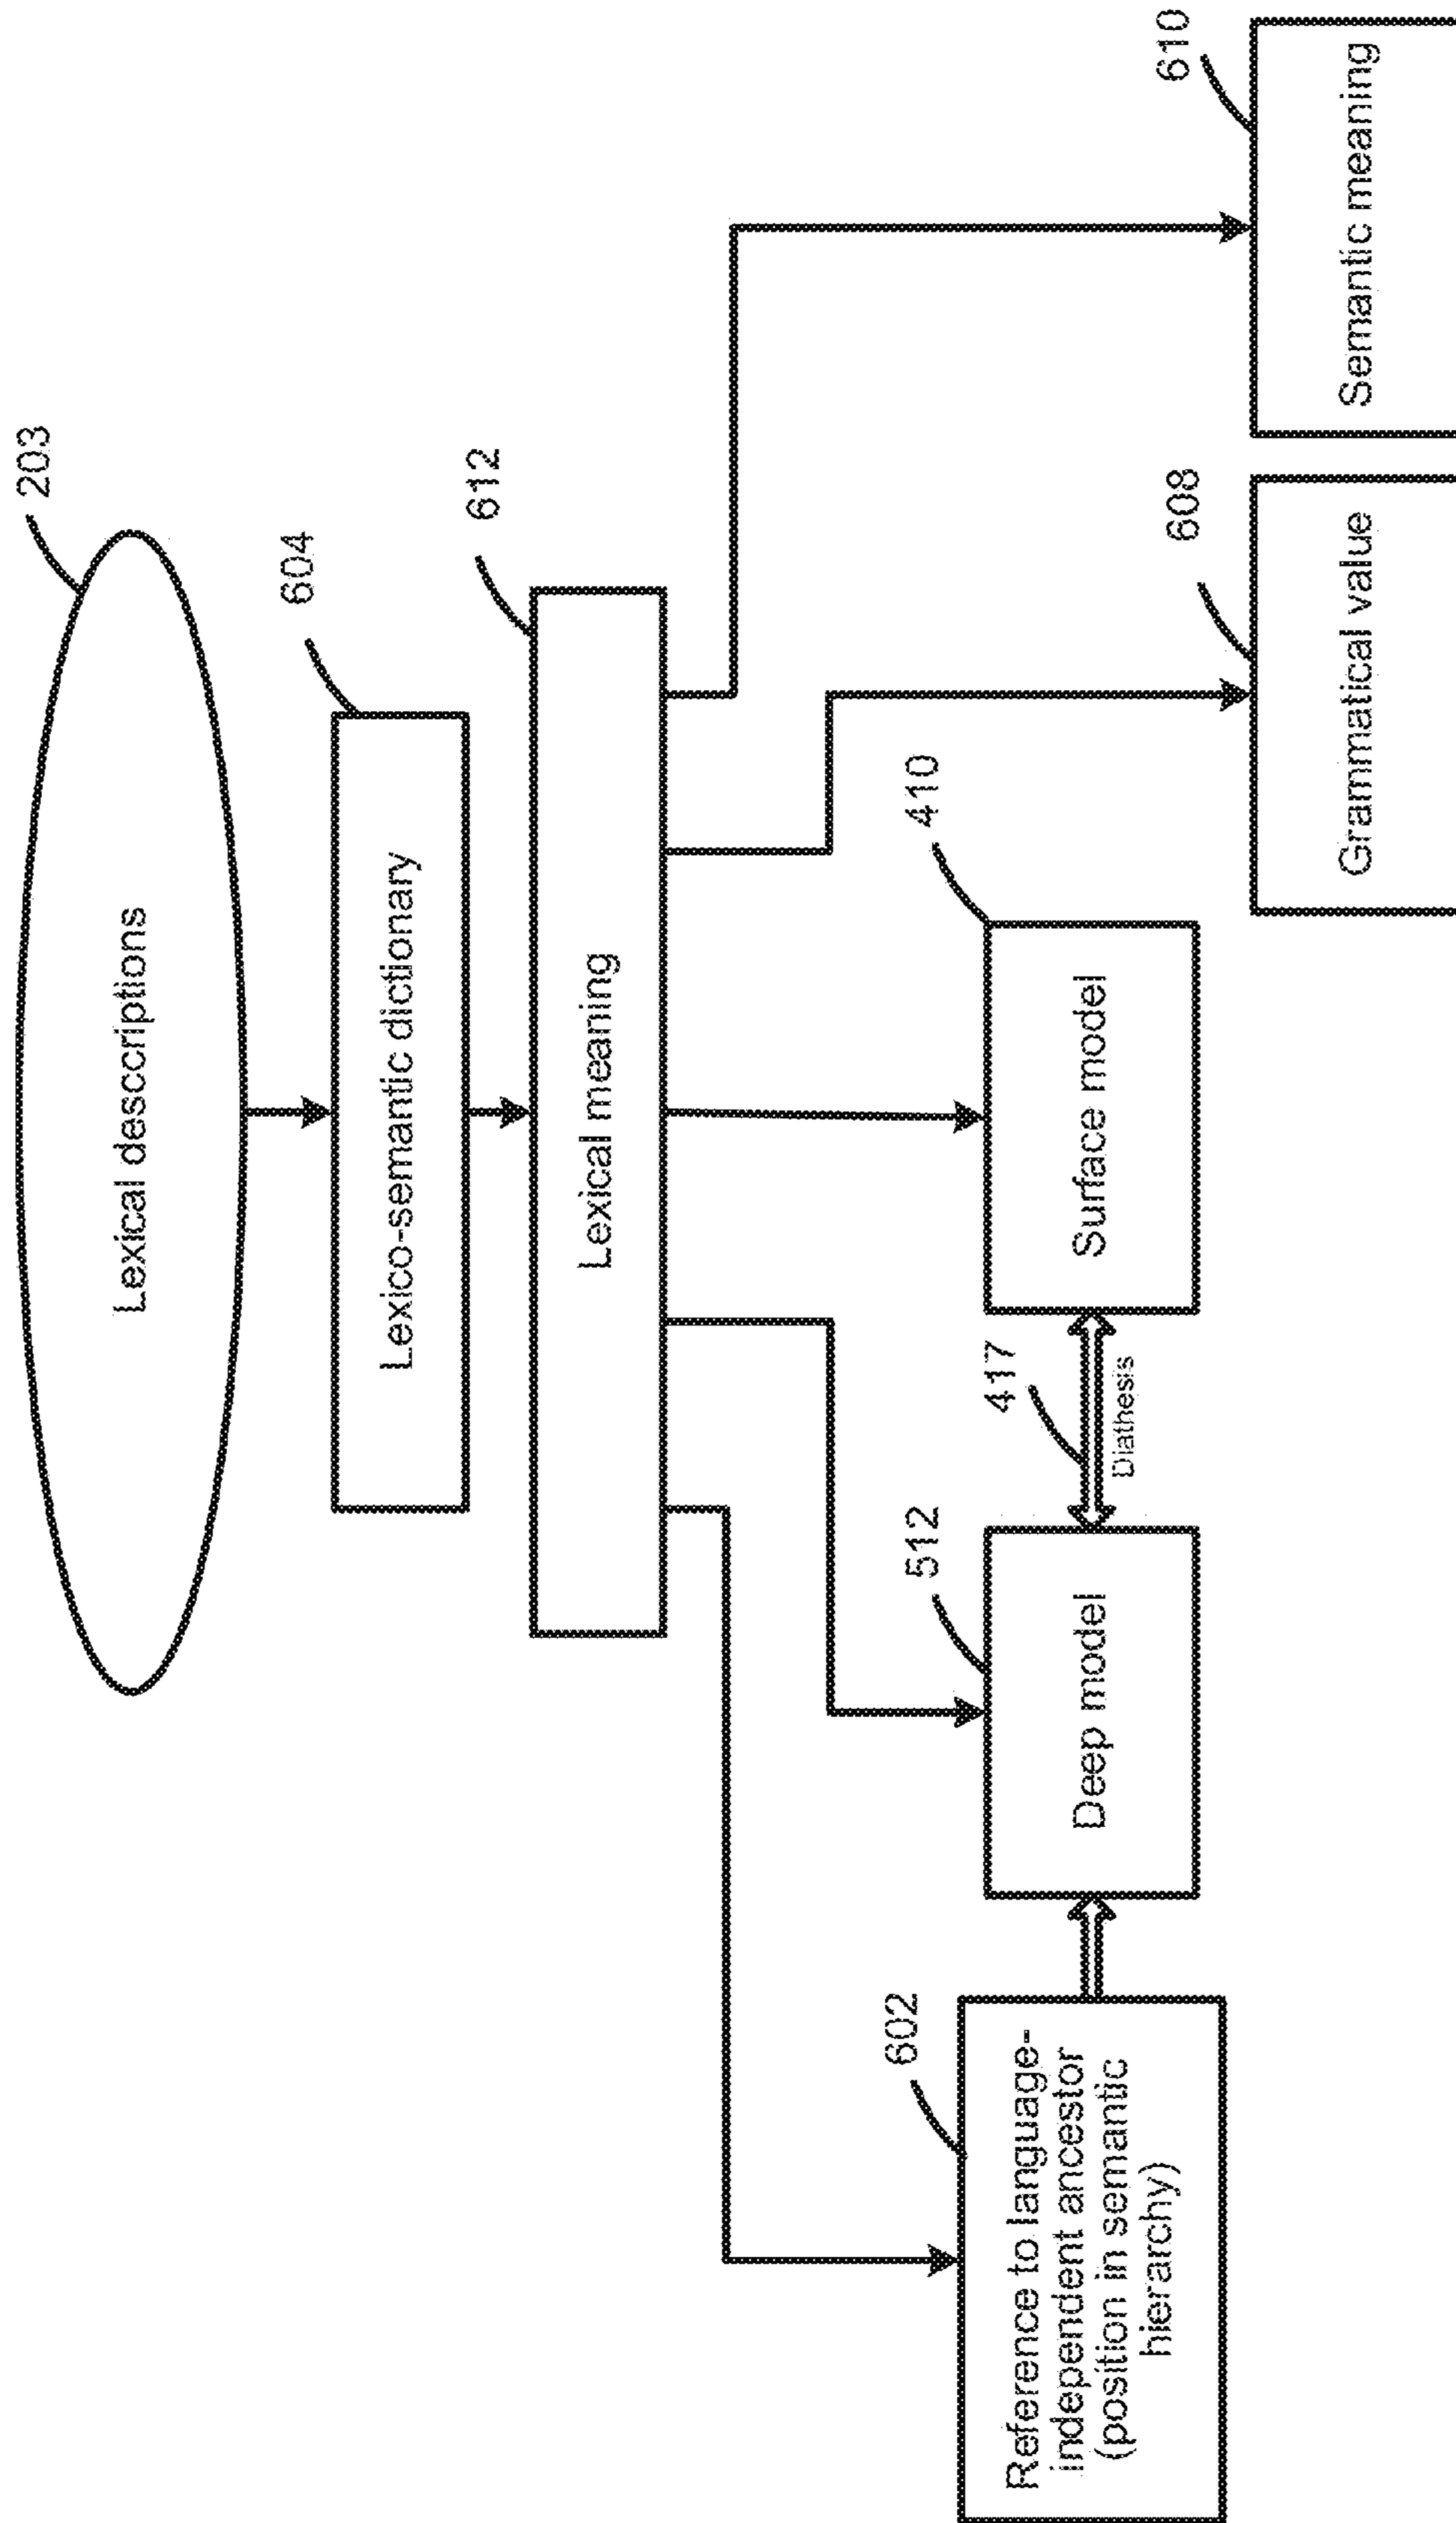 Lexical descriptions
203
Lexico-semantic dictionary
604
Lexical meaning
612
Reference to language-
independent ancestor
(position in semantic
hierarchy)
602
Deep model
512
Diathesis
417
Surface model
410
Grammatical value
608
Semantic meaning
610